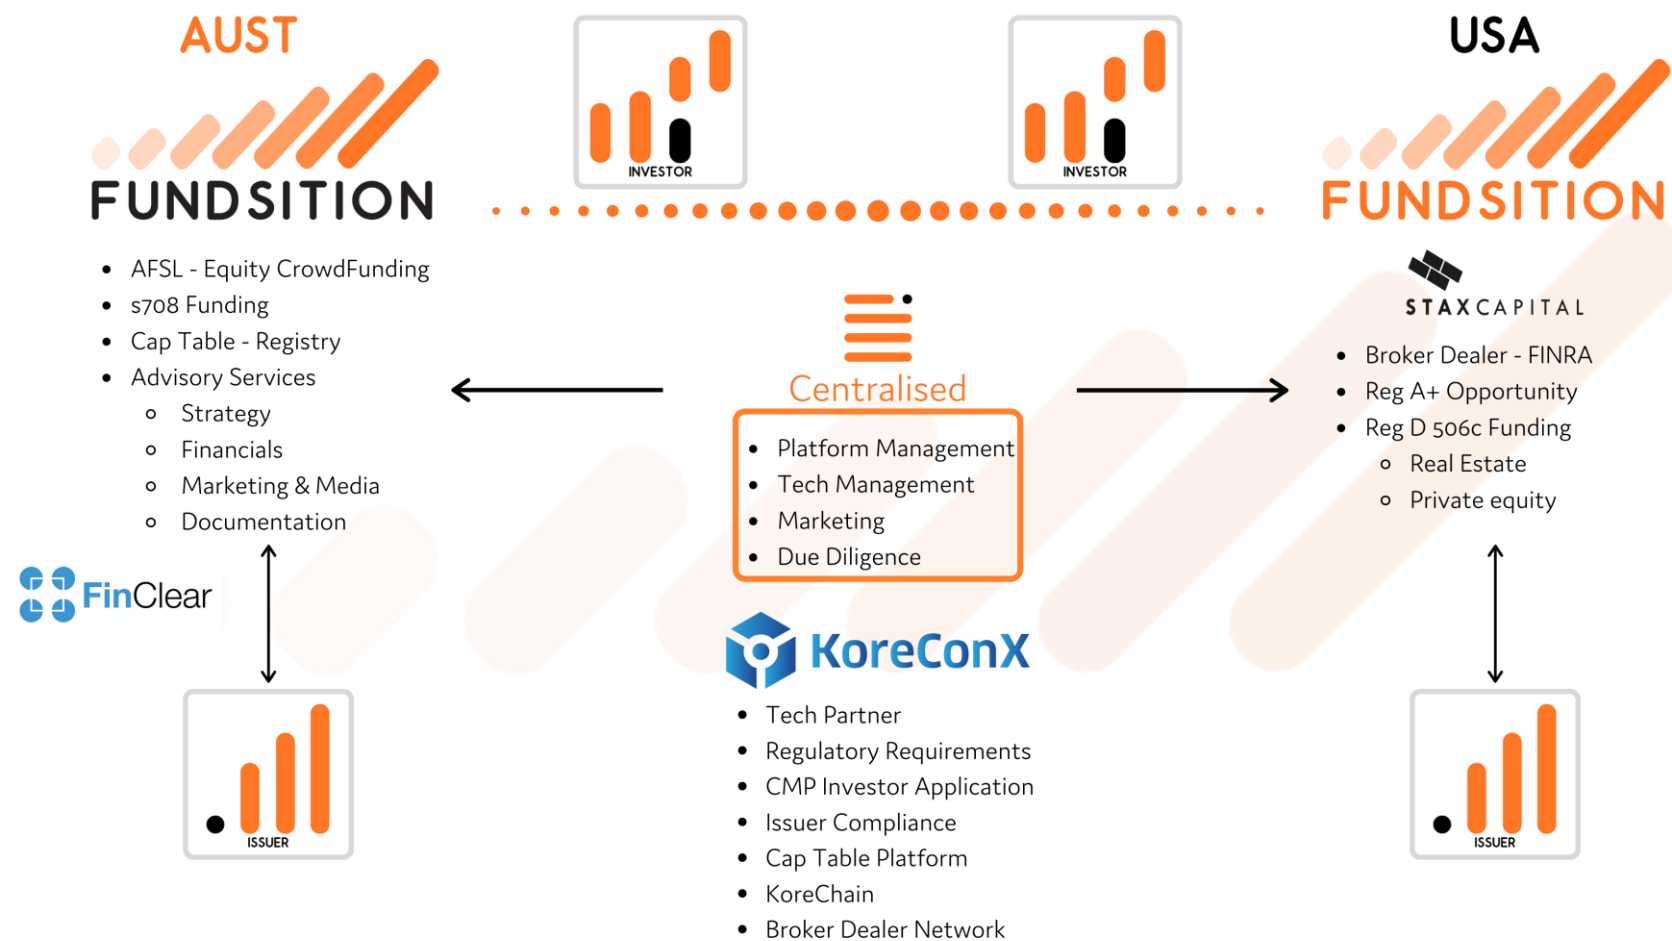 AUST
FUNDSITION
AFSL - Equity CrowdFunding
s708 Funding
Cap Table - Registry
Advisory Services
Strategy
Financials
Marketing & Media
Documentation
FinClear
ISSUER
INVESTOR
INVESTOR
Centralised
Platform Management
Tech Management
Marketing
Due Diligence
KoreConX
Tech Partner
Regulatory Requirements
CMP Investor Application
Issuer Compliance
Cap Table Platform
KoreChain
Broker Dealer Network
USA
FUNDSITION
STAXCAPITAL
Broker Dealer - FINRA
Reg A+ Opportunity
Reg D 506c Funding
Real Estate
Private equity
ISSUER